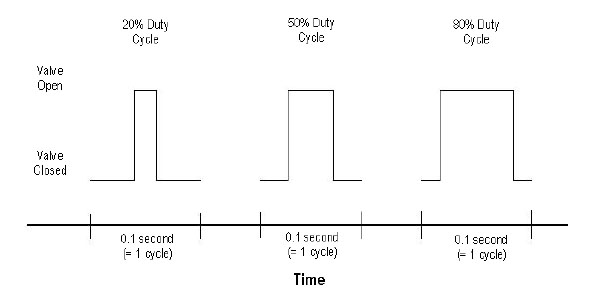 20% Duty
Cycle
50% Duty
Cycle
80% Duty
Cycle
Valve
Open
Valve
Closed
0.1 second
(= 1 cycle)
0.1 second
(= 1 cycle)
0.1 second
(= 1 cycle)
Time